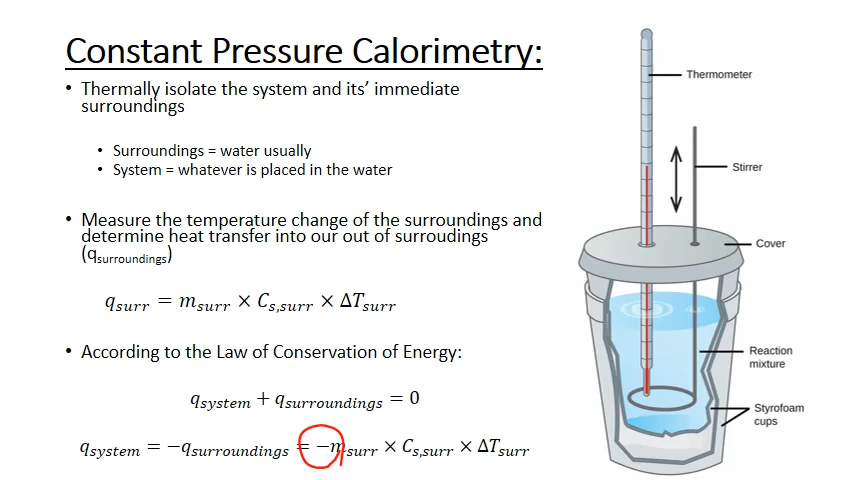 Constant Pressure Calorimetry:
• Thermally isolate the system and its' immediate
surroundings
• Surroundings = water usually
• System = whatever is placed in the water
• Measure the temperature change of the surroundings and
determine heat transfer into our out of surroudings
(qsurroundings)
qsurr = msurr × Cs,surr × ΔTsurr
• According to the Law of Conservation of Energy:
qsystem + qsurroundings = 0
qsystem = −qsurroundings = −msurr × Cs,surr × ΔTsurr
Thermometer
Stirrer
Cover
Reaction
mixture
Styrofoam
cups